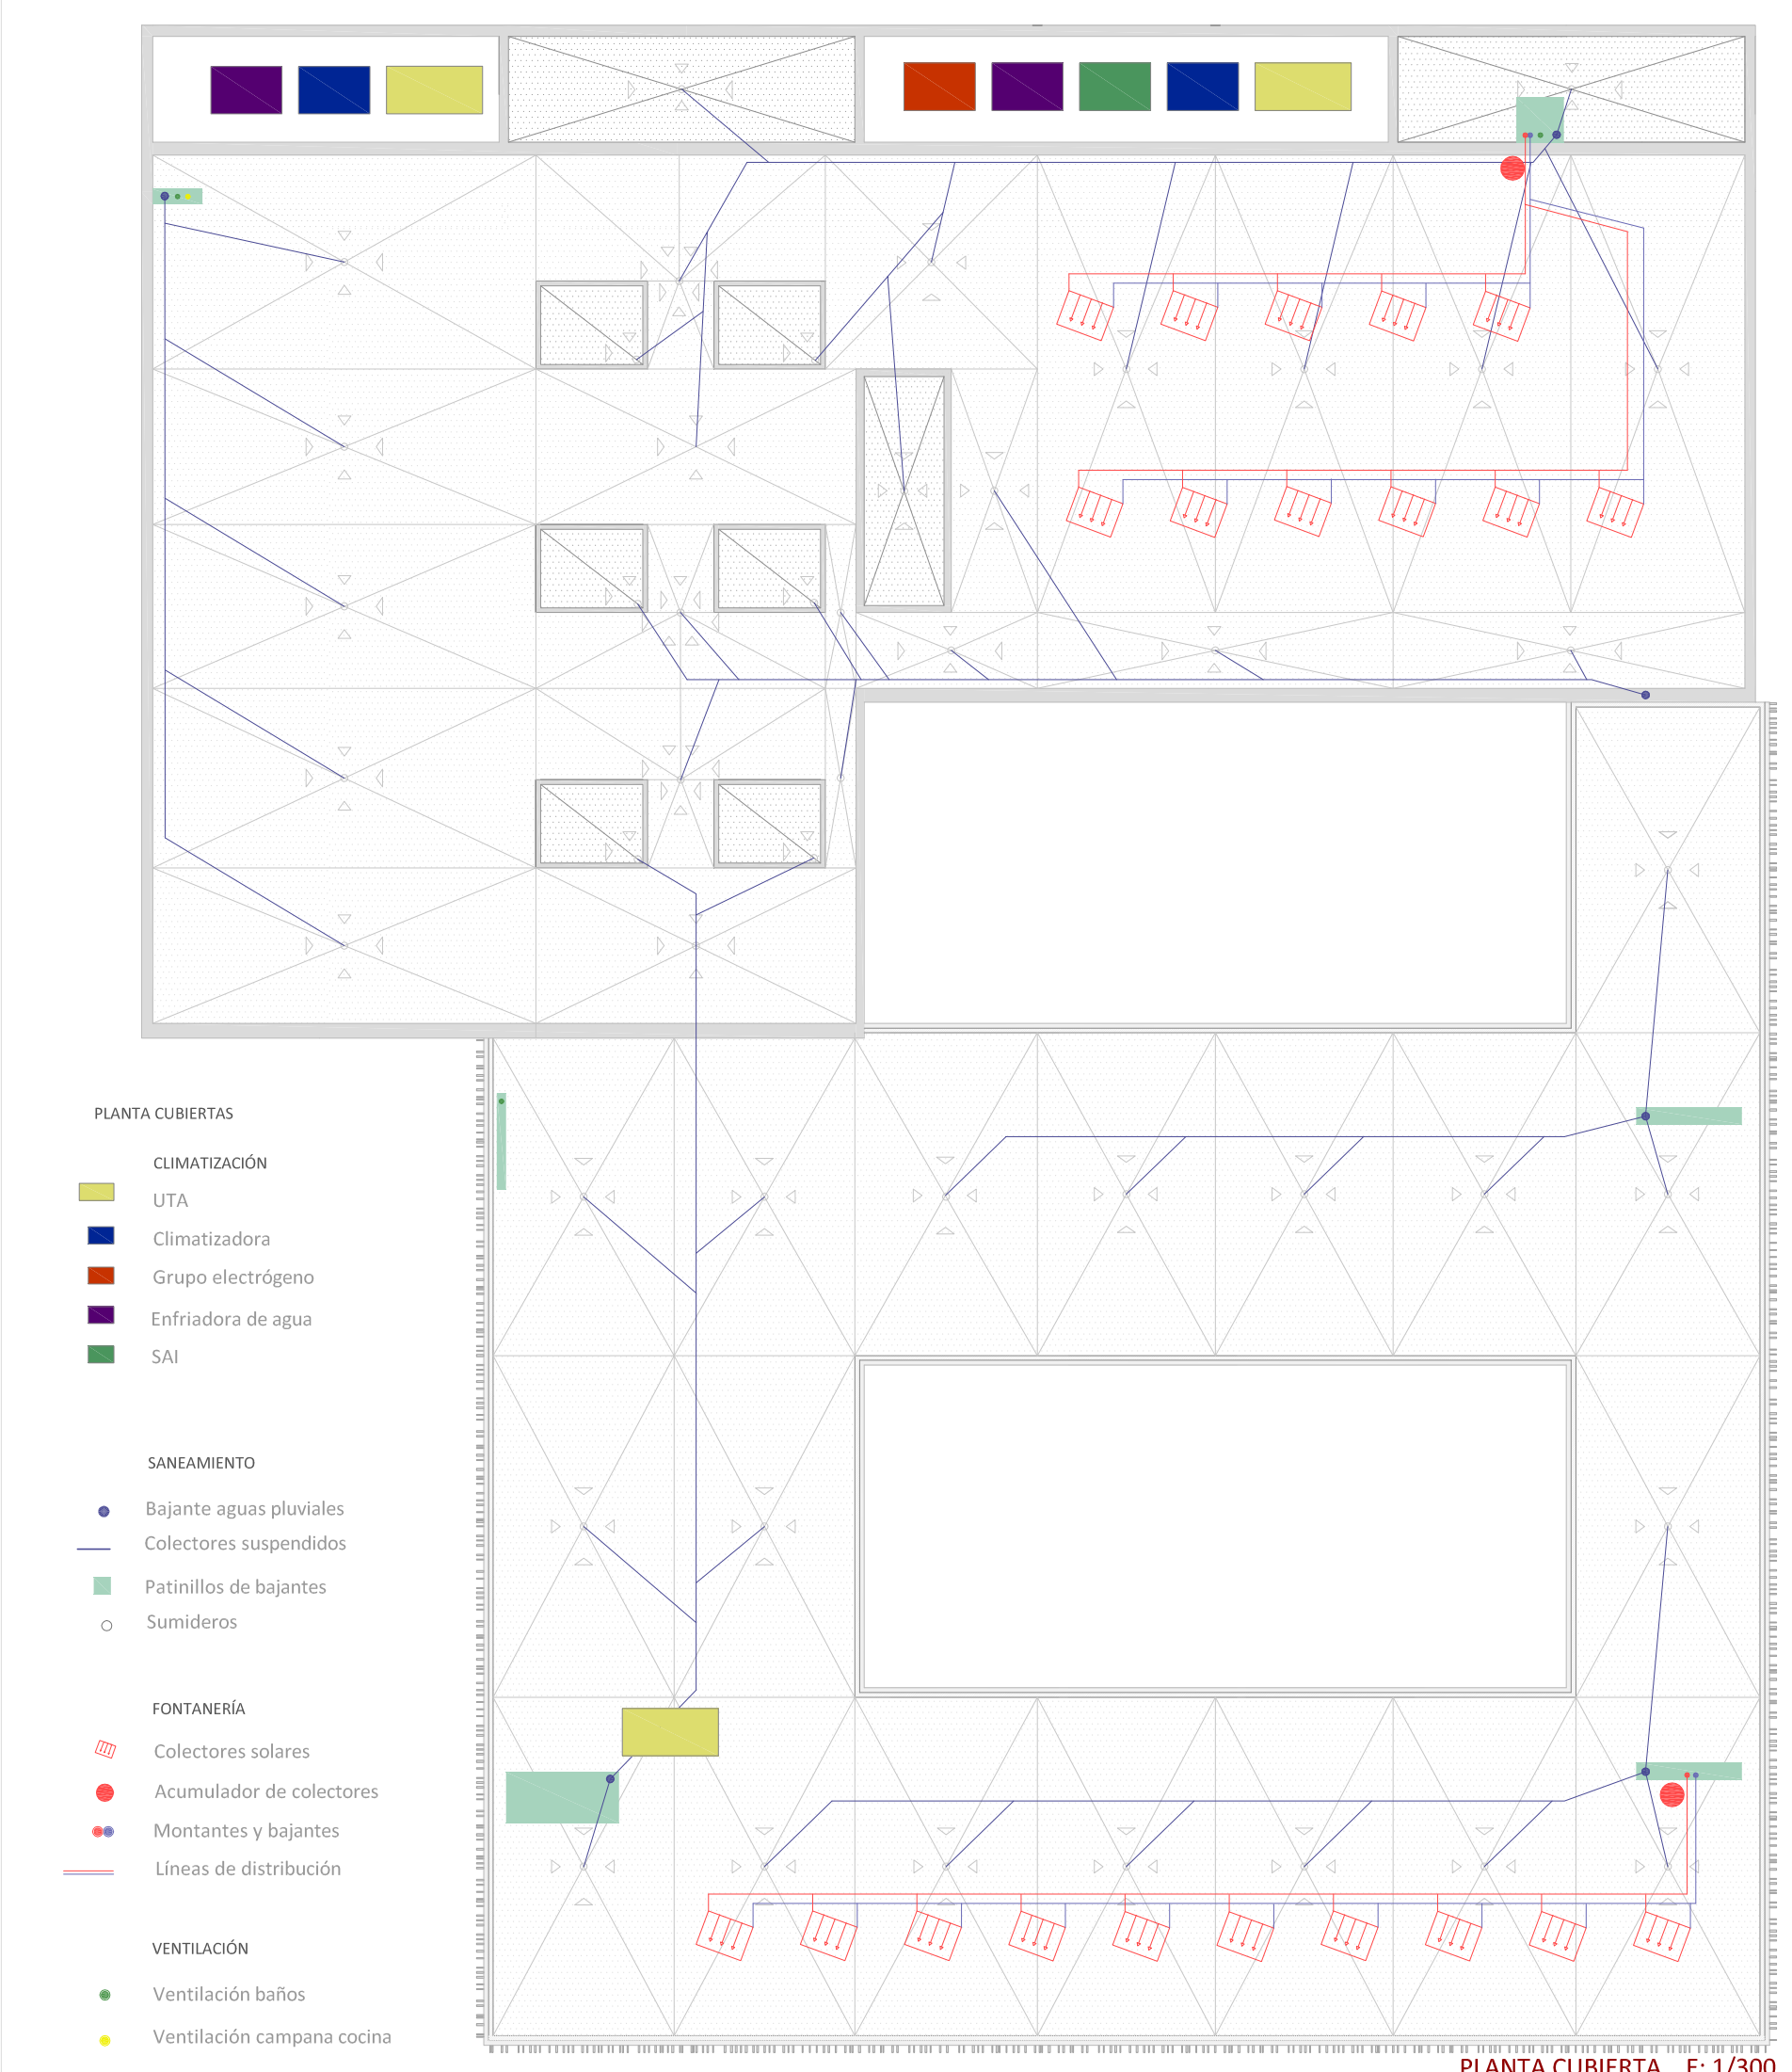 PLANTA CUBIERTAS
CLIMATIZACIÓN
UTA
Climatizadora
Grupo electrógeno
Enfriadora de agua
SAI
SANEAMIENTO
Bajante aguas pluviales
Colectores suspendidos
Patinillos de bajantes
Sumideros
FONTANERÍA
Colectores solares
Acumulador de colectores
Montantes y bajantes
Líneas de distribución
VENTILACIÓN
Ventilación baños
Ventilación campana cocina
PLANTA CUBIERTA E: 1/300